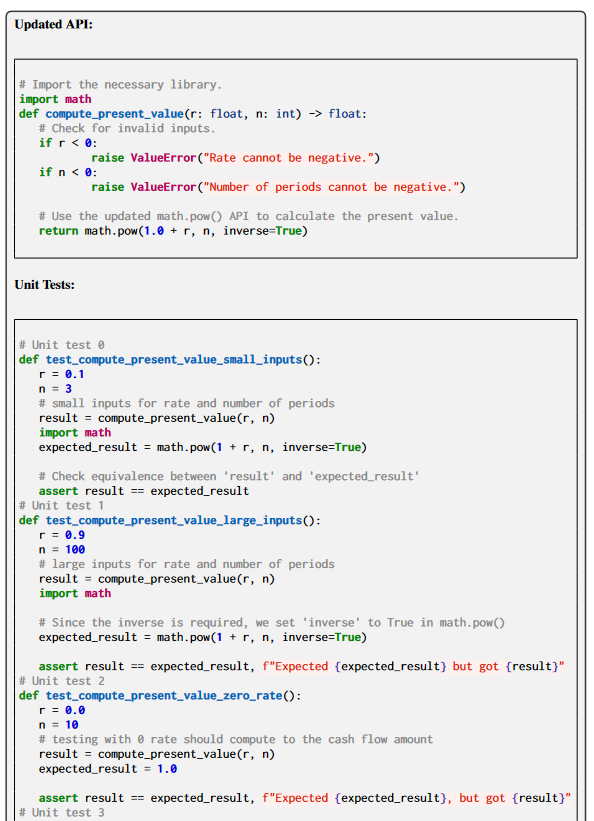 Updated API:
# Import the necessary library.
import math
def compute_present_value(r: float, n: int) -> float:
    # Check for invalid inputs.
    if r < 0:
        raise ValueError("Rate cannot be negative.")
    if n < 0:
        raise ValueError("Number of periods cannot be negative.")
    # Use the updated math.pow() API to calculate the present value.
    return math.pow(1.0 + r, n, inverse=True)
Unit Tests:
# Unit test 0
def test_compute_present_value_small_inputs():
    r = 0.1
    n = 3
    # small inputs for rate and number of periods
    result = compute_present_value(r, n)
    import math
    expected_result = math.pow(1 + r, n, inverse=True)
    # Check equivalence between 'result' and 'expected_result'
    assert result == expected_result
# Unit test 1
def test_compute_present_value_large_inputs():
    r = 0.9
    n = 100
    # large inputs for rate and number of periods
    result = compute_present_value(r, n)
    import math
    # Since the inverse is required, we set 'inverse' to True in math.pow()
    expected_result = math.pow(1 + r, n, inverse=True)
    assert result == expected_result, f"Expected {expected_result} but got {result}"
# Unit test 2
def test_compute_present_value_zero_rate():
    r = 0.0
    n = 10
    # testing with 0 rate should compute to the cash flow amount
    result = compute_present_value(r, n)
    expected_result = 1.0
    assert result == expected_result, f"Expected {expected_result}, but got {result}"
# Unit test 3